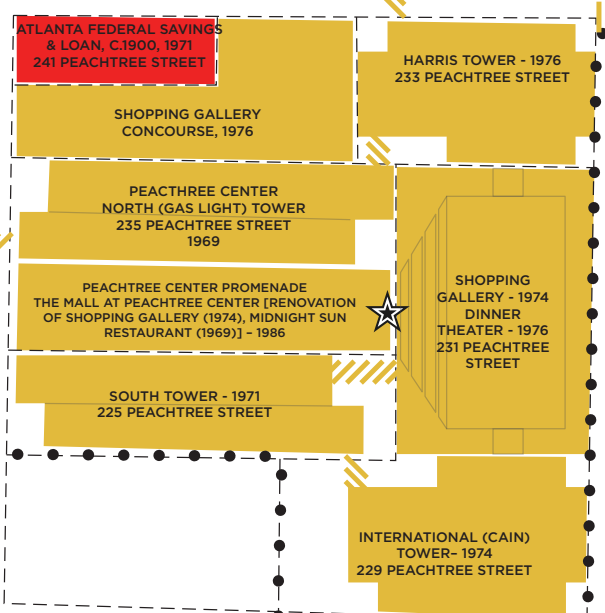 ATLANTA FEDERAL SAVINGS
& LOAN, C.1900, 1971
241 PEACHTREE STREET
SHOPPING GALLERY
CONCOURSE, 1976
HARRIS TOWER - 1976
233 PEACHTREE STREET
PEACTHREE CENTER
NORTH (GAS LIGHT) TOWER
235 PEACHTREE STREET
1969
PEACHTREE CENTER PROMENADE
THE MALL AT PEACHTREE CENTER [RENOVATION
OF SHOPPING GALLERY (1974), MIDNIGHT SUN
RESTAURANT (1969)] – 1986
SHOPPING
GALLERY - 1974
DINNER
THEATER - 1976
231 PEACHTREE
STREET
SOUTH TOWER - 1971
225 PEACHTREE STREET
INTERNATIONAL (CAIN)
TOWER– 1974
229 PEACHTREE STREET